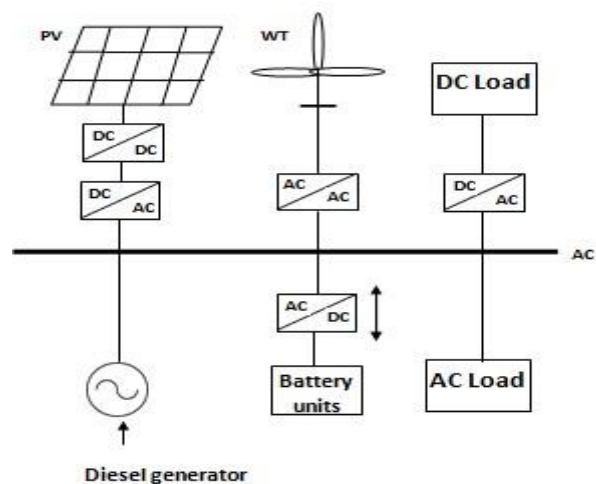 PV
WT
DC Load
DC
DC
DC
AC
AC
AC
DC
AC
AC
AC
DC
Battery
units
AC Load
Diesel generator